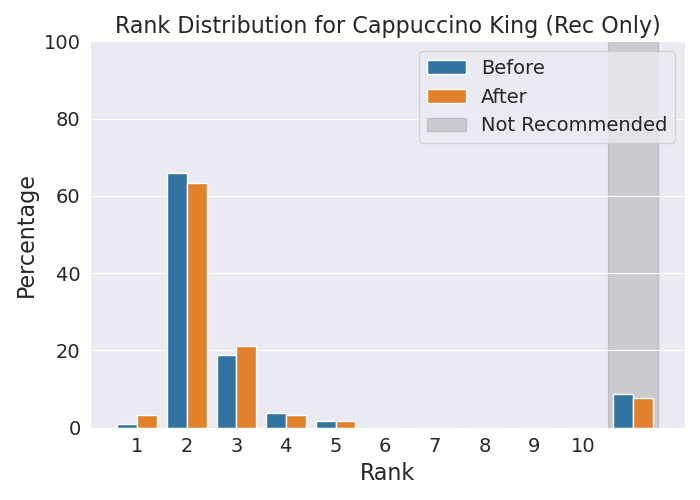 Rank Distribution for Cappuccino King (Rec Only)
100
80
60
40
20
0
Percentage
Before
After
Not Recommended
1 2 3 4 5 6 7 8 9 10
Rank